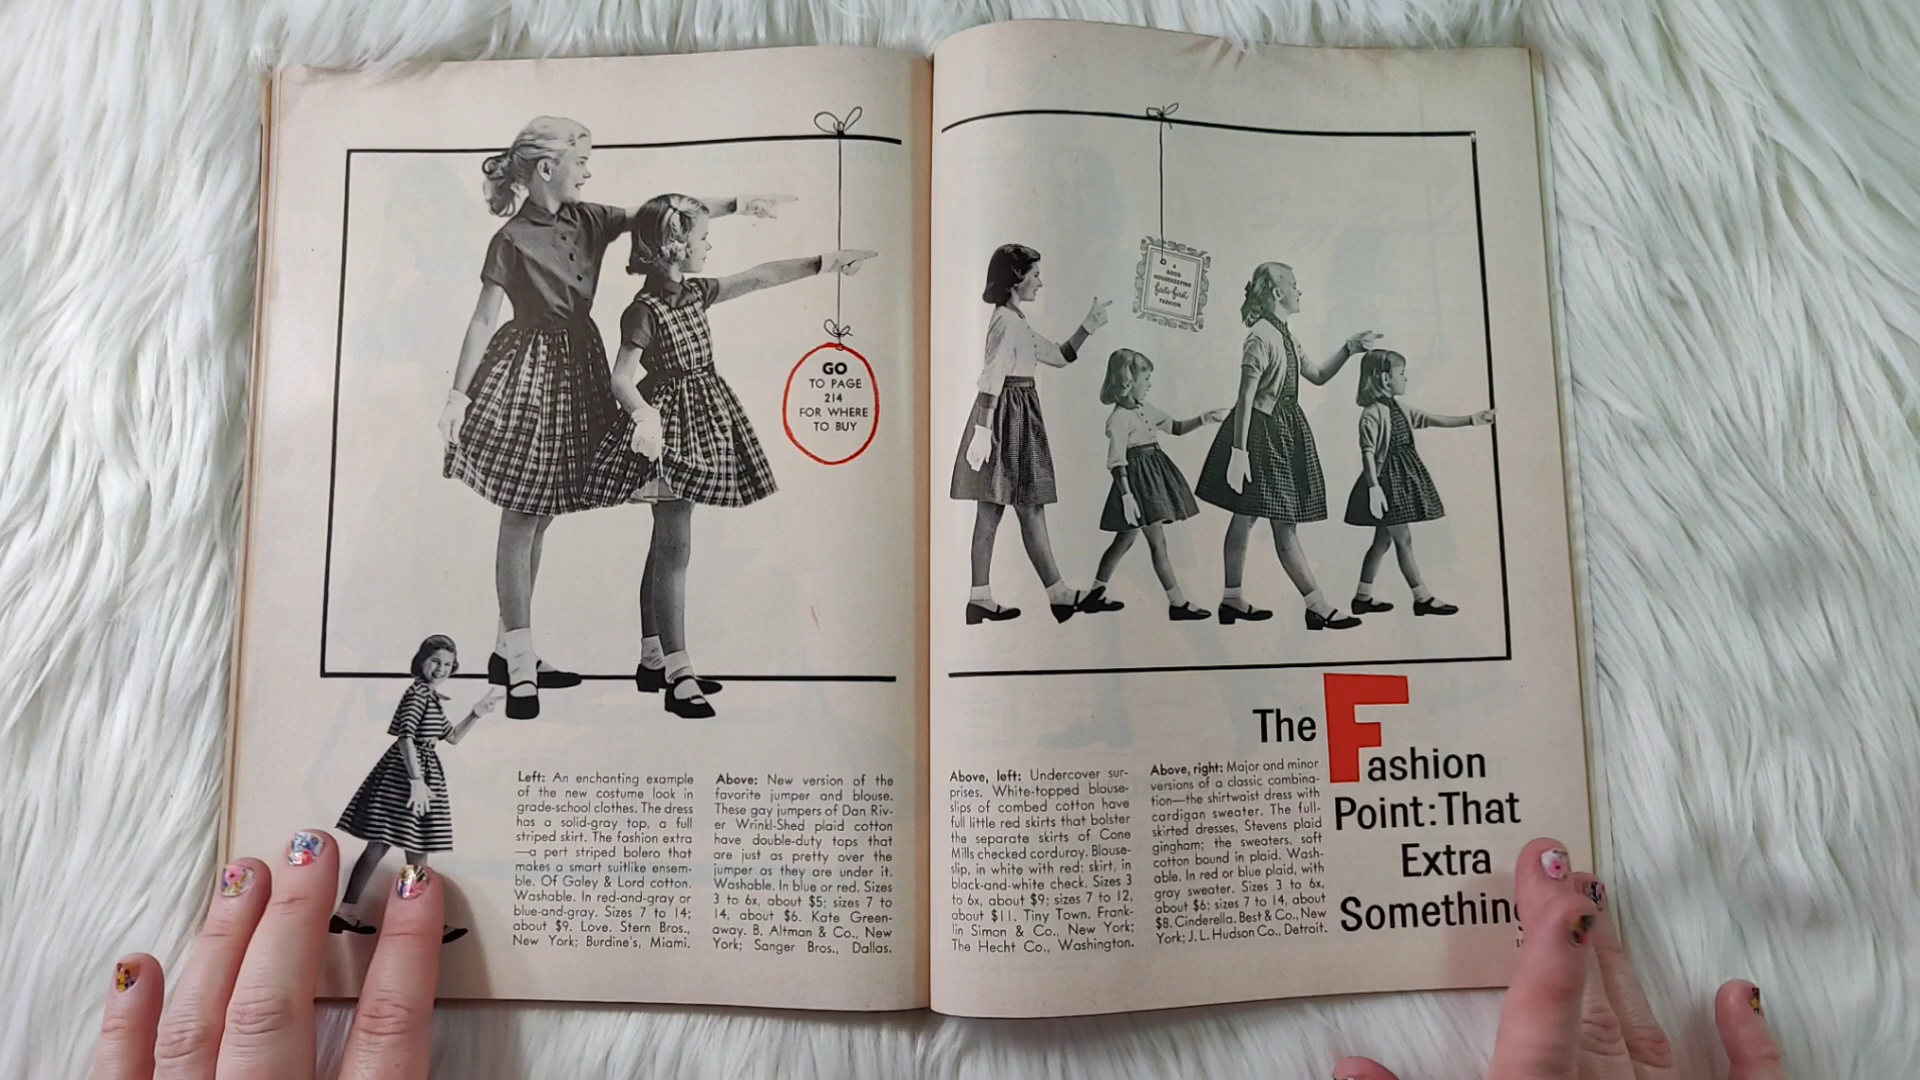 GO
TO PAGE
214
FOR WHERE
TO BUY
Left: An enchanting example
of the new costume look in
grade-school clothes. The dress
has a solid-gray top, a full
striped skirt. The fashion extra
—a pert striped bolero that
makes a smart suitlike ensem-
ble. Of Galey & Lord cotton.
Washable. In red-and-gray or
blue-and-gray. Sizes 7 to 14;
about $9. Love. Stern Bros.,
New York; Burdine's, Miami.
Above: New version of the
favorite jumper and blouse.
These gay jumpers of Dan Riv-
er Wrinkl-Shed plaid cotton
have double-duty tops that
are just as pretty over the
jumper as they are under it.
Washable. In blue or red. Sizes
3 to 6x, about $5; sizes 7 to
14, about $6. Kate Green-
away. B. Altman & Co., New
York; Sanger Bros., Dallas.
A
GOOD
HOUSEKEEPING
facts-first
FASHION
Above, left: Undercover sur-
prises. White-topped blouse-
slips of combed cotton have
full little red skirts that bolster
the separate skirts of Cone
Mills checked corduroy. Blouse-
slip, in white with red; skirt, in
black-and-white check. Sizes 3
to 6x, about $9; sizes 7 to 12,
about $11. Tiny Town. Frank-
lin Simon & Co., New York;
The Hecht Co., Washington.
Above, right: Major and minor
versions of a classic combina-
tion—the shirtwaist dress with
cardigan sweater. The full-
skirted dresses, Stevens plaid
gingham; the sweaters, soft
cotton bound in plaid. Wash-
able. In red or blue plaid, with
gray sweater. Sizes 3 to 6x,
about $6; sizes 7 to 14, about
$8. Cinderella. Best & Co., New
York; J. L. Hudson Co., Detroit.
The Fashion
Point: That
Extra
Something